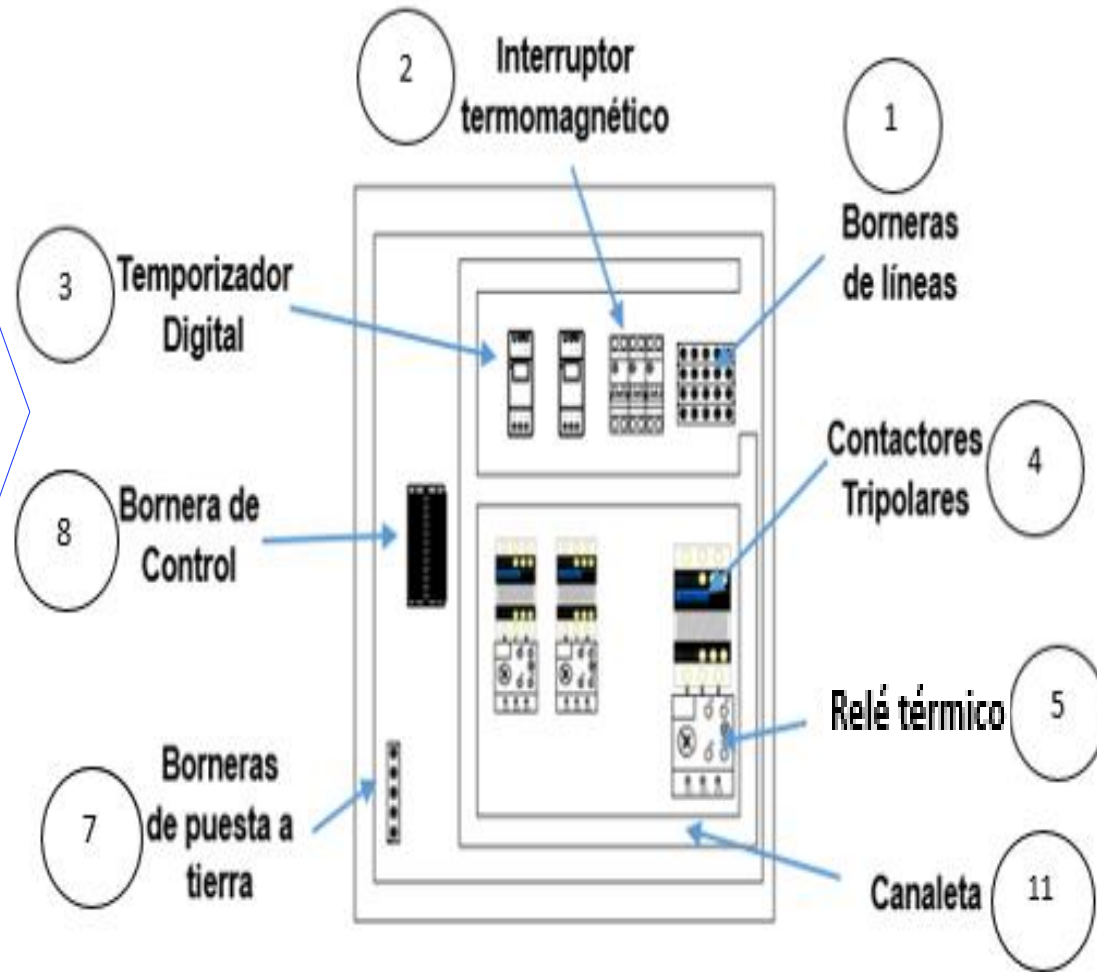 2
Interruptor
termomagnético
1
Borneras
de líneas
3
Temporizador
Digital
4
Contactores
Tripolares
8
Bornera de
Control
5
Relé térmico
7
Borneras
de puesta a
tierra
11
Canaleta